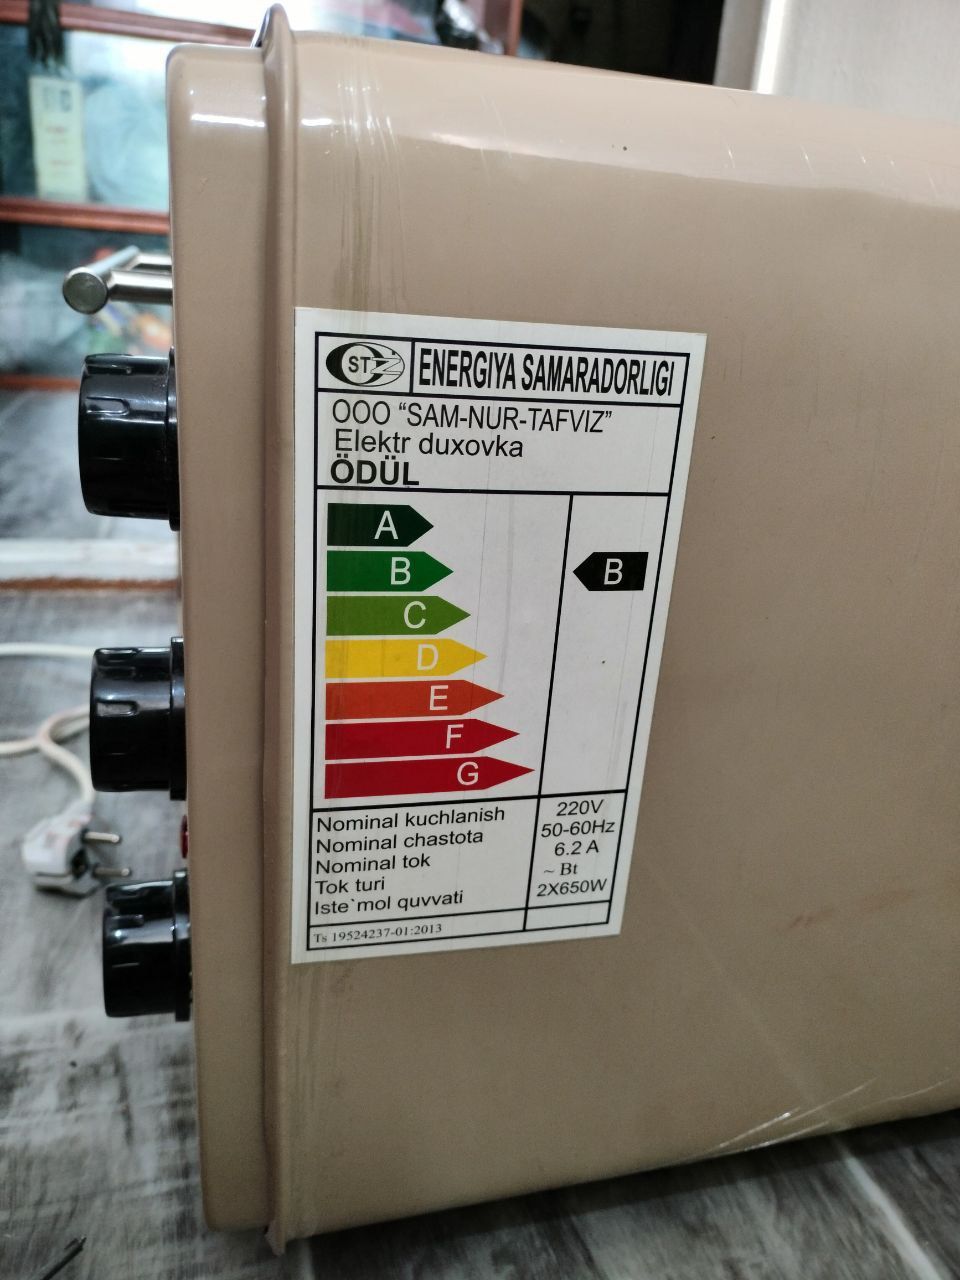 STZ
ENERGIYA SAMARADORLIGI
OOO “SAM-NUR-TAFVIZ”
Elektr duxovka
ÖDÜL
A
B
B
C
D
E
F
G
Nominal kuchlanish 220V
Nominal chastota 50-60Hz
Nominal tok 6.2 A
Tok turi ~ Bt
Iste`mol quvvati 2X650W
Ts 19524237-01:2013